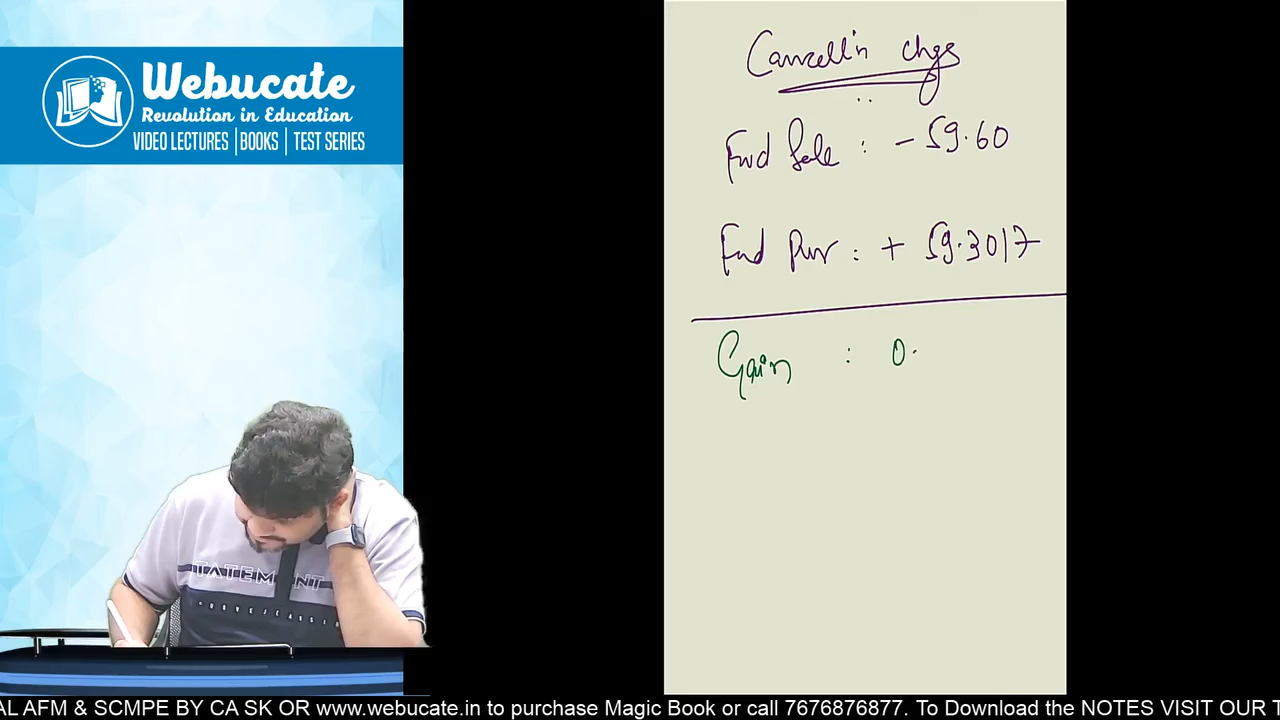 Webucate
Revolution in Education
VIDEO LECTURES | BOOKS | TEST SERIES
Cancell'n chgs
Fwd Sale : - 59.60
Fwd Pur : + 59.3017
Gain : 0.
TATEMENT
AL AFM & SCMPE BY CA SK OR www.webucate.in to purchase Magic Book or call 7676876877. To Download the NOTES VISIT OUR T